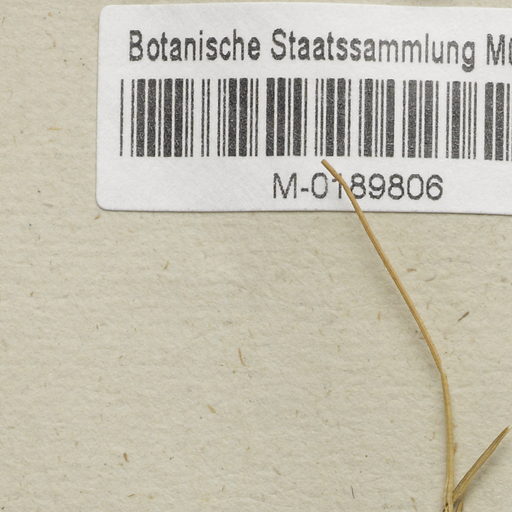 Botanische Staatssammlung
M-0189806